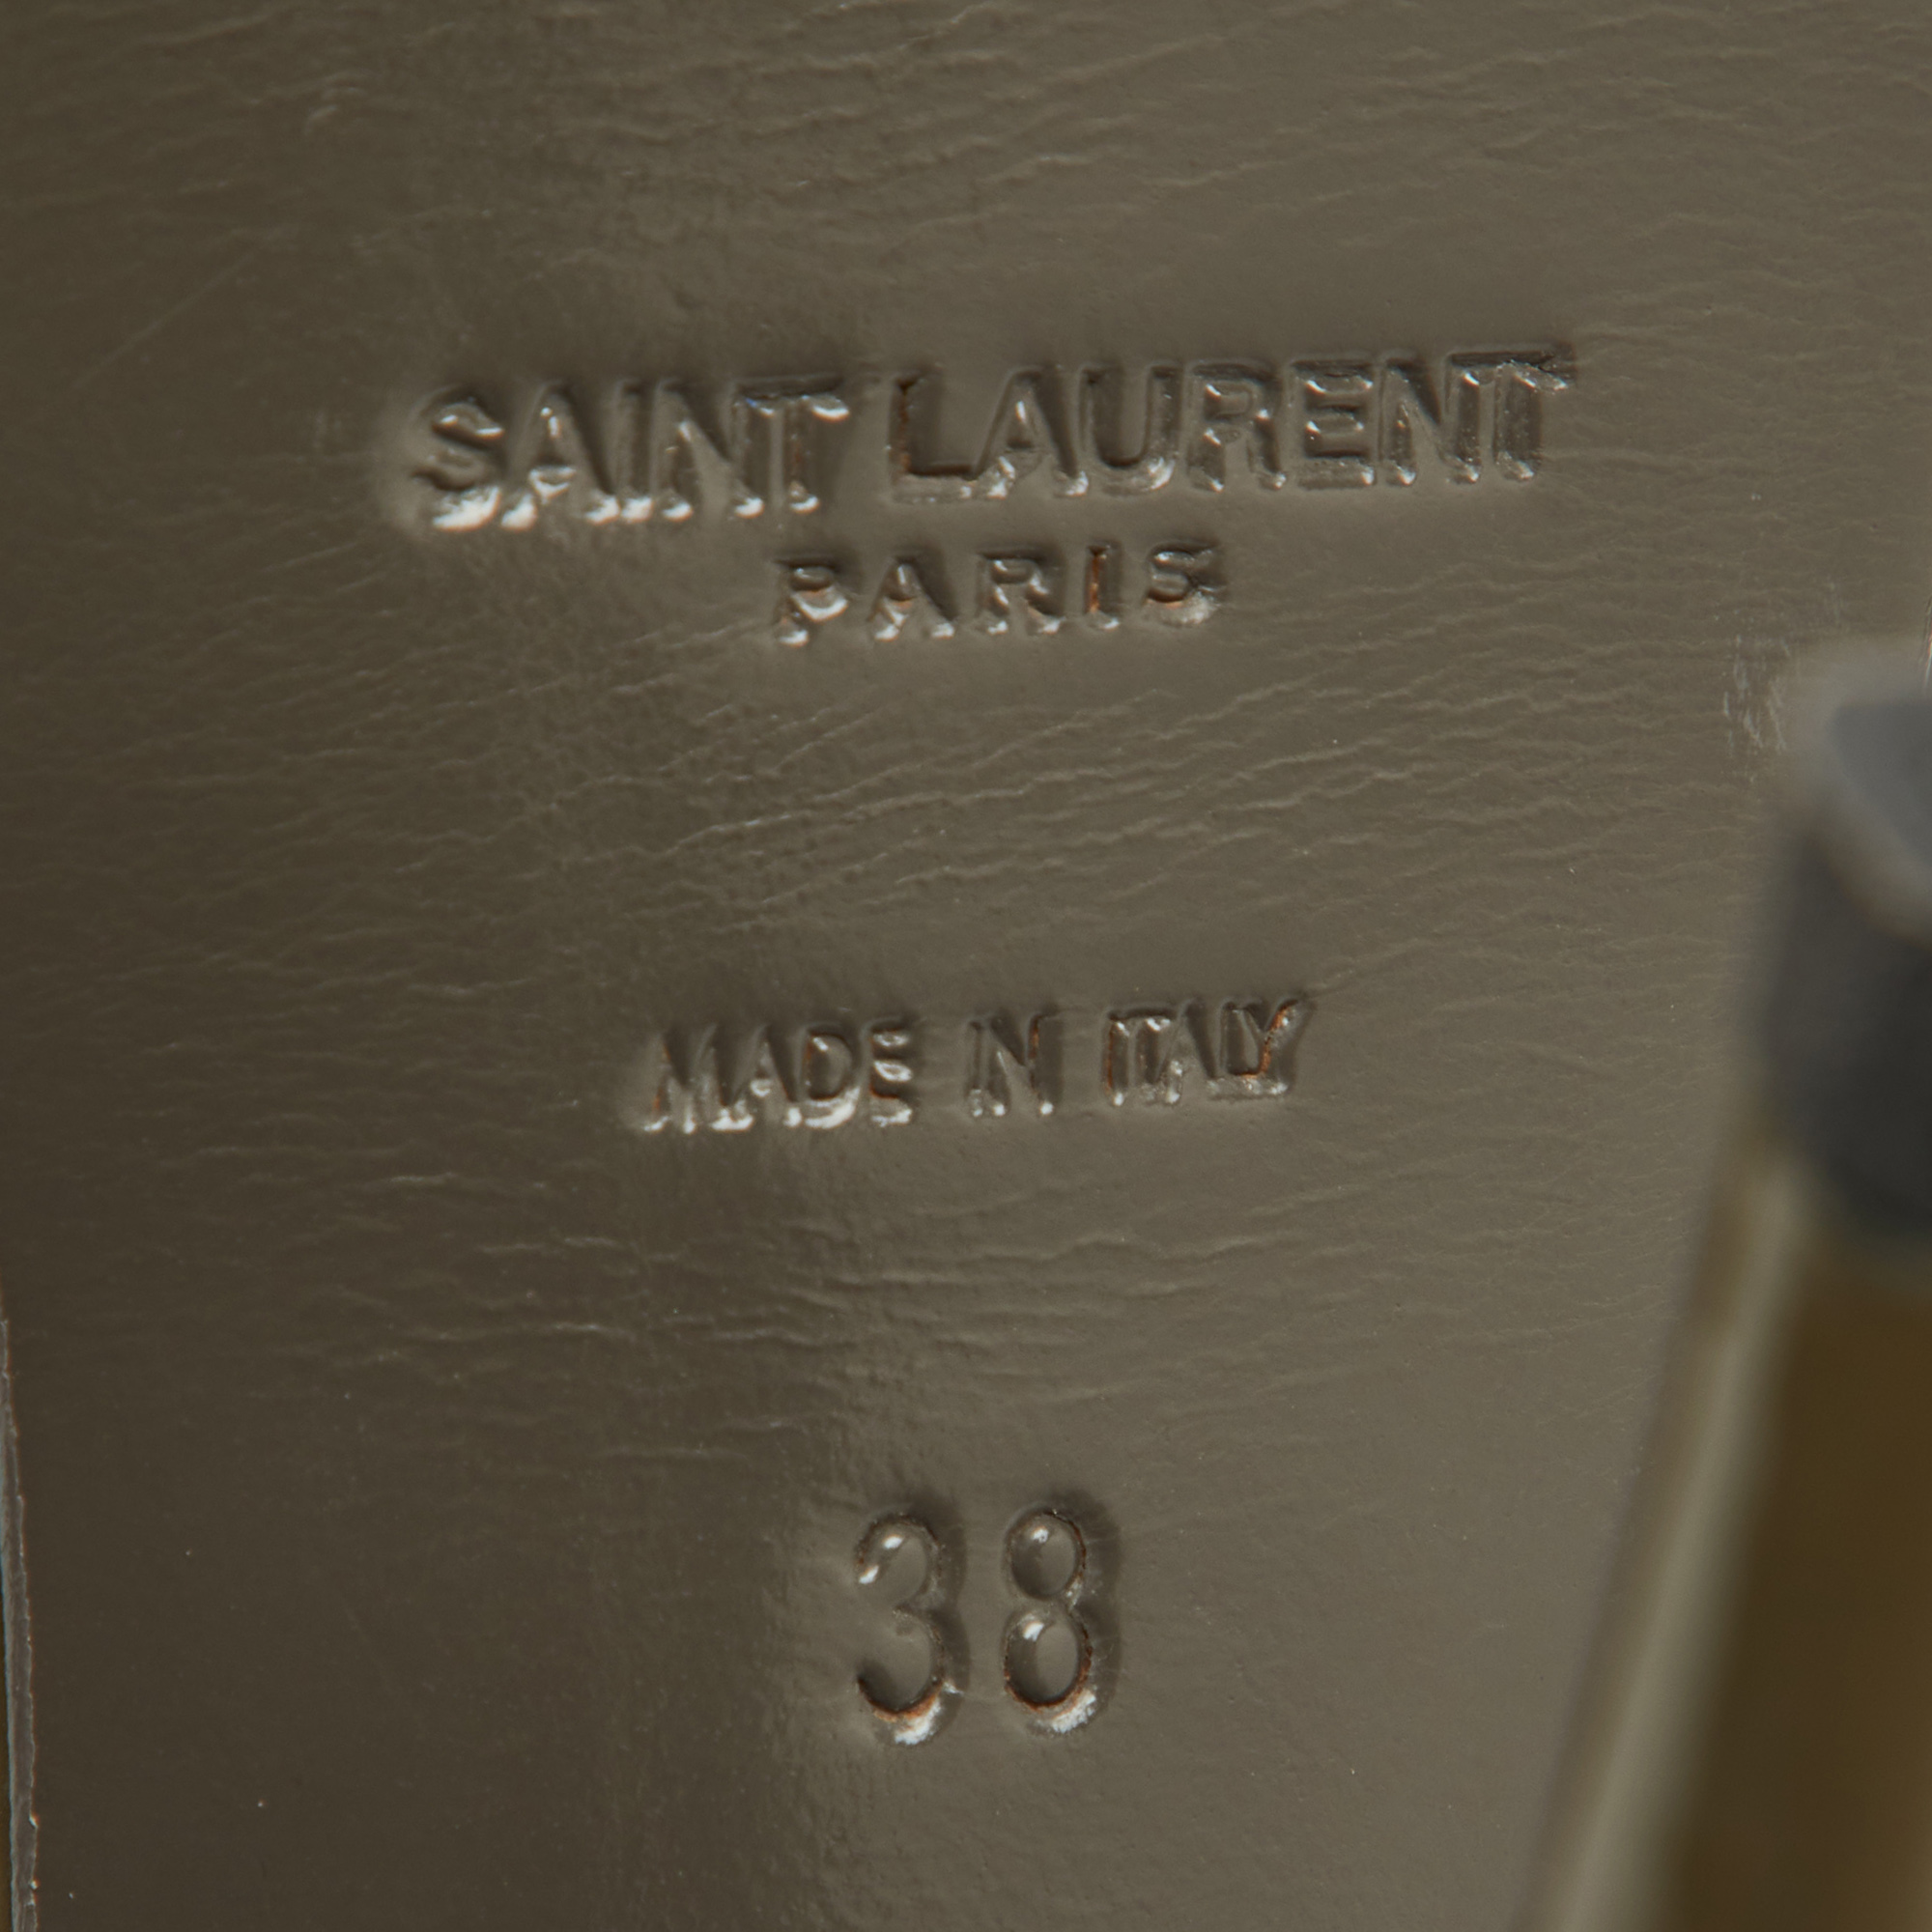 SAINT LAURENT
PARIS
MADE IN ITALY
38